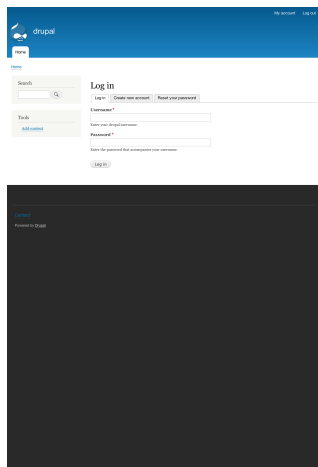 My account Log out
drupal
Home
Home
Search
Tools
Add content
Log in
Log in Create new account Reset your password
Username *
Enter your drupal username.
Password *
Enter the password that accompanies your username.
Log in
Contact
Powered by Drupal